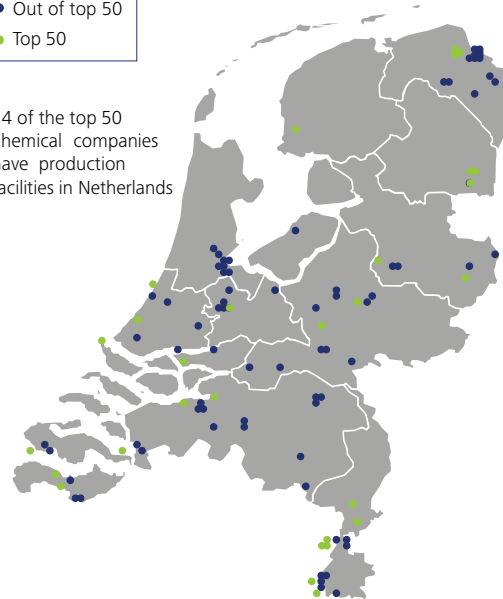 Out of top 50
Top 50
4 of the top 50
hemical companies
ave production
acilities in Netherlands